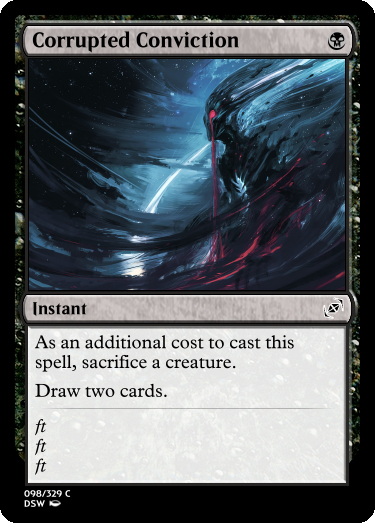 Corrupted Conviction
Instant
As an additional cost to cast this
spell, sacrifice a creature.
Draw two cards.
ft
ft
ft
098/329 C
DSW